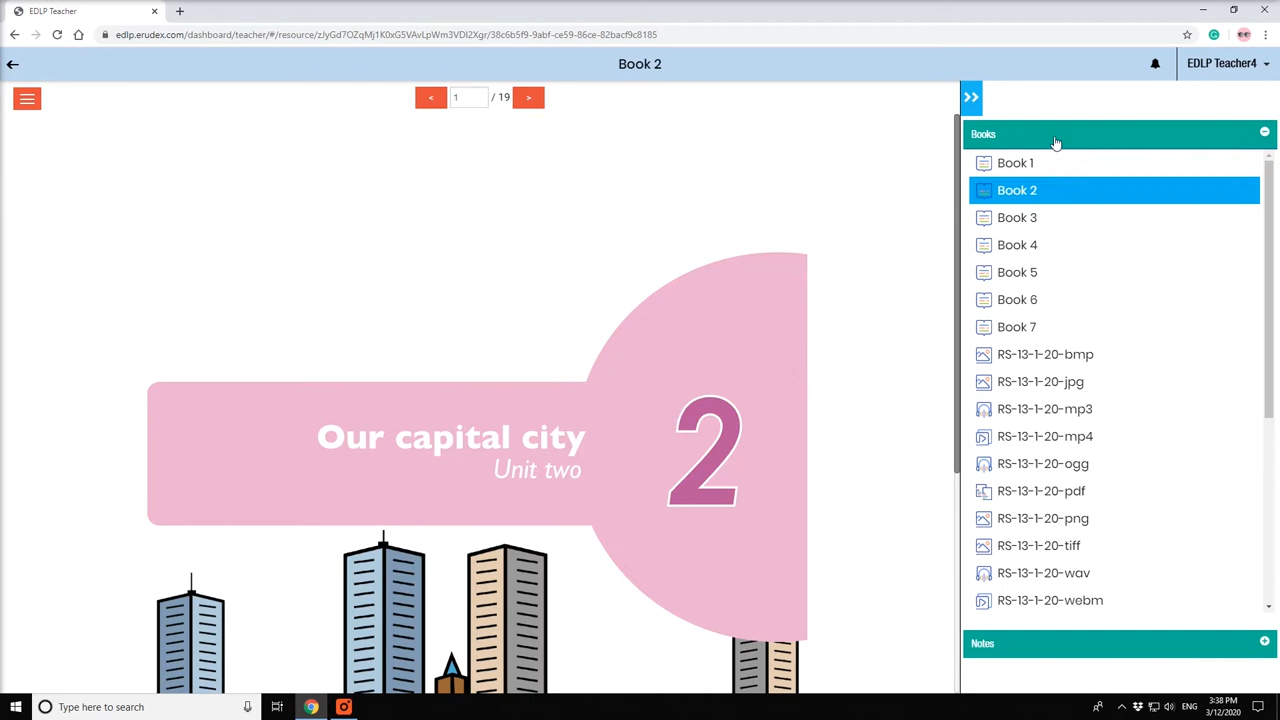 EDLP Teacher
edlp.erudex.com/dashboard/teacher/#/resource/zJyGd7OZqMj1K0xG5VAvLpWm3VDl2Xgr/38c6b5f9-9abf-ce59-86ce-82bacf9c8185
Book 2
EDLP Teacher4
<
1
/ 19
>
Books
Book 1
Book 2
Book 3
Book 4
Book 5
Book 6
Book 7
RS-13-1-20-bmp
RS-13-1-20-jpg
RS-13-1-20-mp3
RS-13-1-20-mp4
RS-13-1-20-ogg
RS-13-1-20-pdf
RS-13-1-20-png
RS-13-1-20-tiff
RS-13-1-20-wav
RS-13-1-20-webm
Notes
Our capital city
Unit two
2
Type here to search
ENG
3:38 PM
3/12/2020